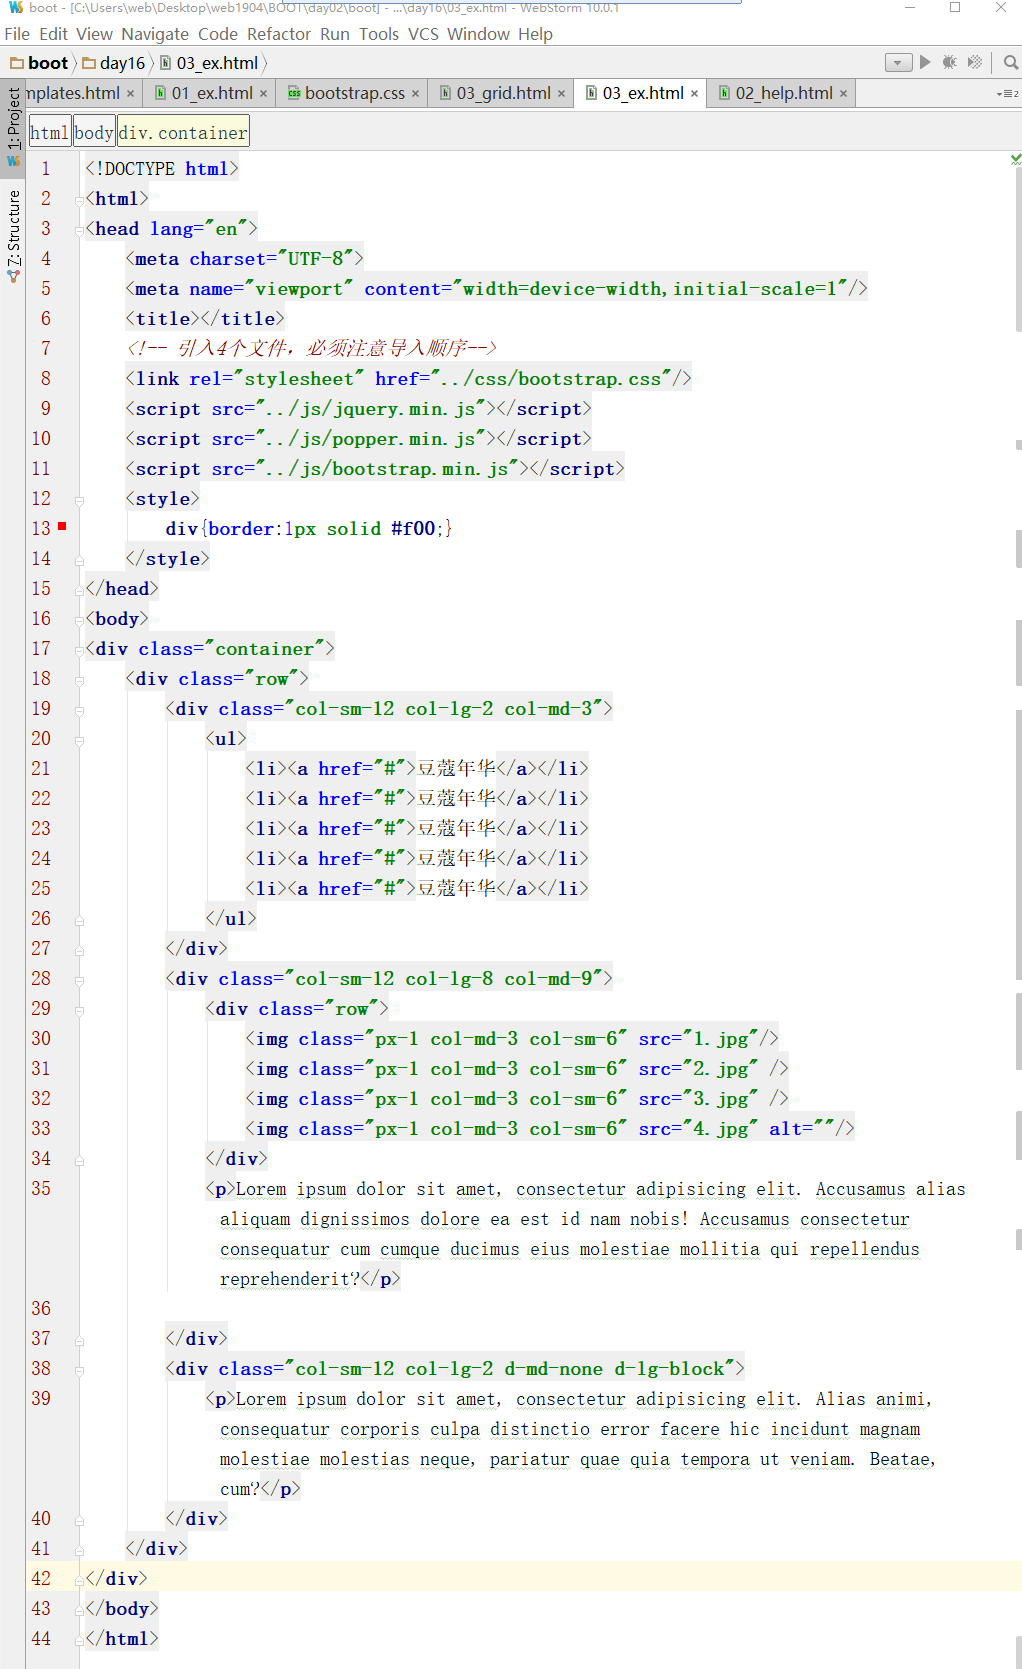 boot - [C:\Users\web\Desktop\web1904\BOOT\day02\boot] - ...\day16\03_ex.html - WebStorm 10.0.1
File Edit View Navigate Code Refactor Run Tools VCS Window Help
boot day16 03_ex.html
mplates.html × 01_ex.html × bootstrap.css × 03_grid.html × 03_ex.html × 02_help.html ×
1: Project
7: Structure
html body div.container
1 <!DOCTYPE html>
2 <html>
3 <head lang="en">
4 <meta charset="UTF-8">
5 <meta name="viewport" content="width=device-width,initial-scale=1"/>
6 <title></title>
7 <!-- 引入4个文件，必须注意导入顺序-->
8 <link rel="stylesheet" href="../css/bootstrap.css"/>
9 <script src="../js/jquery.min.js"></script>
10 <script src="../js/popper.min.js"></script>
11 <script src="../js/bootstrap.min.js"></script>
12 <style>
13 div{border:1px solid #f00;}
14 </style>
15 </head>
16 <body>
17 <div class="container">
18 <div class="row">
19 <div class="col-sm-12 col-lg-2 col-md-3">
20 <ul>
21 <li><a href="#">豆蔻年华</a></li>
22 <li><a href="#">豆蔻年华</a></li>
23 <li><a href="#">豆蔻年华</a></li>
24 <li><a href="#">豆蔻年华</a></li>
25 <li><a href="#">豆蔻年华</a></li>
26 </ul>
27 </div>
28 <div class="col-sm-12 col-lg-8 col-md-9">
29 <div class="row">
30 <img class="px-1 col-md-3 col-sm-6" src="1.jpg"/>
31 <img class="px-1 col-md-3 col-sm-6" src="2.jpg" />
32 <img class="px-1 col-md-3 col-sm-6" src="3.jpg" />
33 <img class="px-1 col-md-3 col-sm-6" src="4.jpg" alt=""/>
34 </div>
35 <p>Lorem ipsum dolor sit amet, consectetur adipisicing elit. Accusamus alias
aliquam dignissimos dolore ea est id nam nobis! Accusamus consectetur
consequatur cum cumque ducimus eius molestiae mollitia qui repellendus
reprehenderit?</p>
36
37 </div>
38 <div class="col-sm-12 col-lg-2 d-md-none d-lg-block">
39 <p>Lorem ipsum dolor sit amet, consectetur adipisicing elit. Alias animi,
consequatur corporis culpa distinctio error facere hic incidunt magnam
molestiae molestias neque, pariatur quae quia tempora ut veniam. Beatae,
cum?</p>
40 </div>
41 </div>
42 </div>
43 </body>
44 </html>